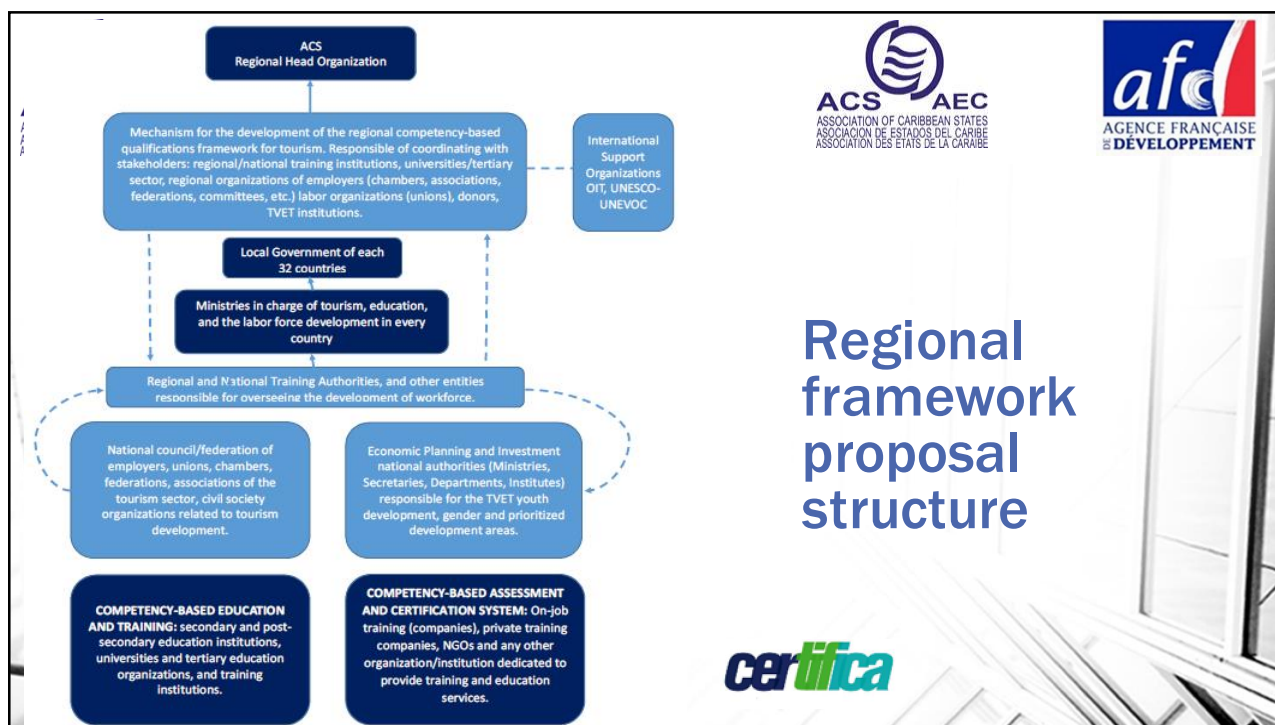 ACS
Regional Head Organization
Mechanism for the development of the regional competency-based
qualifications framework for tourism. Responsible of coordinating with
stakeholders: regional/national training institutions, universities/tertiary
sector, regional organizations of employers (chambers, associations,
federations, committees, etc.) labor organizations (unions), donors,
TVET institutions.
International
Support
Organizations
OIT, UNESCO-
UNEVOC
Local Government of each
32 countries
Ministries in charge of tourism, education,
and the labor force development in every
country
Regional and National Training Authorities, and other entities
responsible for overseeing the development of workforce.
National council/federation of
employers, unions, chambers,
federations, associations of the
tourism sector, civil society
organizations related to tourism
development.
Economic Planning and Investment
national authorities (Ministries,
Secretaries, Departments, Institutes)
responsible for the TVET youth
development, gender and prioritized
development areas.
COMPETENCY-BASED EDUCATION
AND TRAINING: secondary and post-
secondary education institutions,
universities and tertiary education
organizations, and training
institutions.
COMPETENCY-BASED ASSESSMENT
AND CERTIFICATION SYSTEM: On-job
training (companies), private training
companies, NGOs and any other
organization/institution dedicated to
provide training and education
services.
ACS AEC
ASSOCIATION OF CARIBBEAN STATES
ASOCIACION DE ESTADOS DEL CARIBE
ASSOCIATION DES ETATS DE LA CARAIBE
afd
AGENCE FRANÇAISE
DE DÉVELOPPEMENT
Regional
framework
proposal
structure
certifica